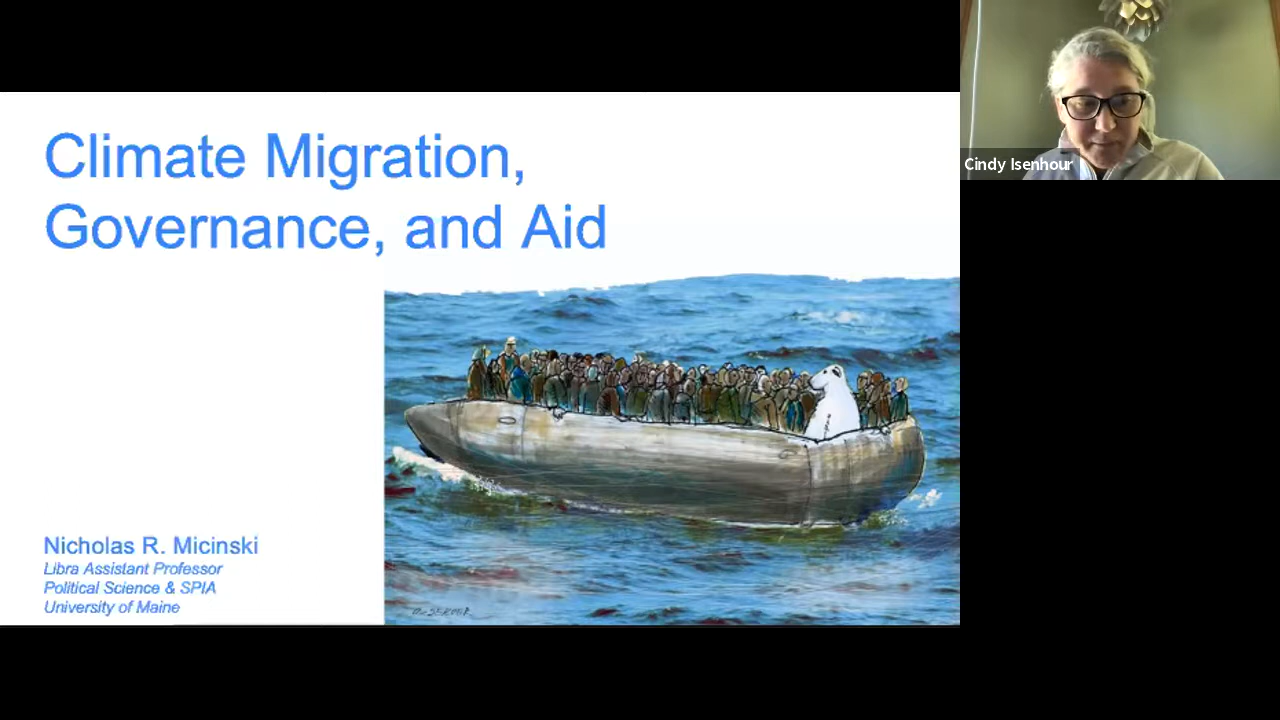 Climate Migration,
Governance, and Aid
Nicholas R. Micinski
Libra Assistant Professor
Political Science & SPIA
University of Maine
Cindy Isenhour